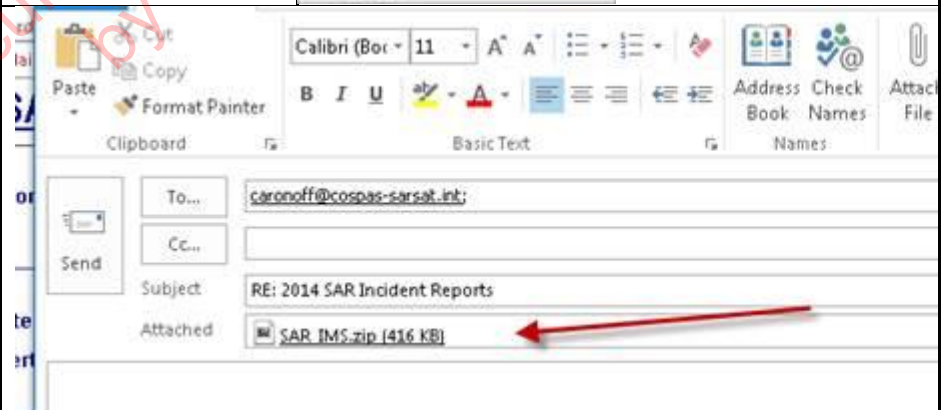 Cut
Copy
Format Painter
Paste
Clipboard
Calibri (Boc
11
A A
B I U
A
Basic Text
Address Book
Check Names
Names
Attach
File
Send
To...
caronoff@cospas-sarsat.int;
Cc...
Subject
RE: 2014 SAR Incident Reports
Attached
SAR_IMS.zip (416 KB)
by